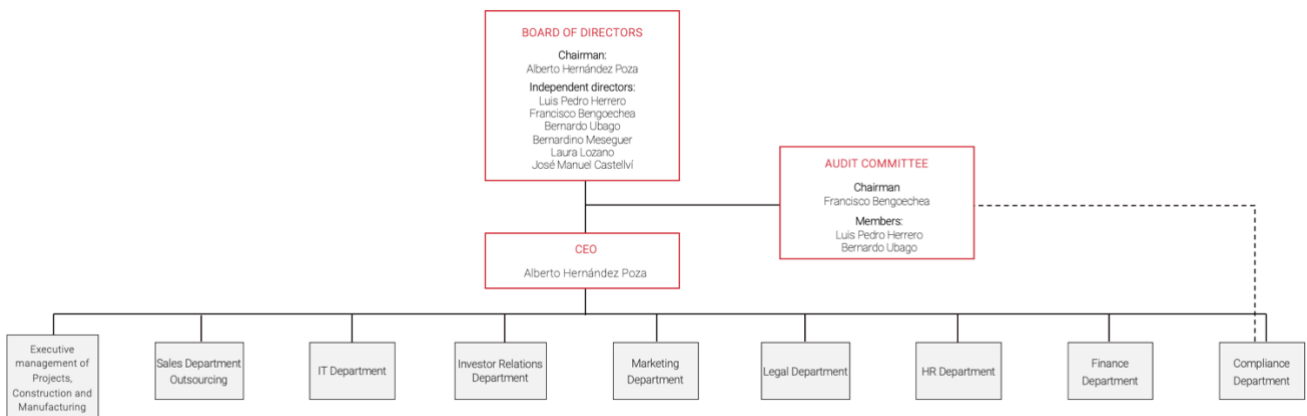 BOARD OF DIRECTORS
Chairman:
Alberto Hernández Poza
Independent directors:
Luis Pedro Herrero
Francisco Bengoechea
Bernardo Ubago
Bernardino Meseguer
Laura Lozano
José Manuel Castellví
AUDIT COMMITTEE
Chairman
Francisco Bengoechea
Members:
Luis Pedro Herrero
Bernardo Ubago
CEO
Alberto Hernández Poza
Executive
management of
Projects,
Construction and
Manufacturing
Sales Department
Outsourcing
IT Department
Investor Relations
Department
Marketing
Department
Legal Department
HR Department
Finance
Department
Compliance
Department